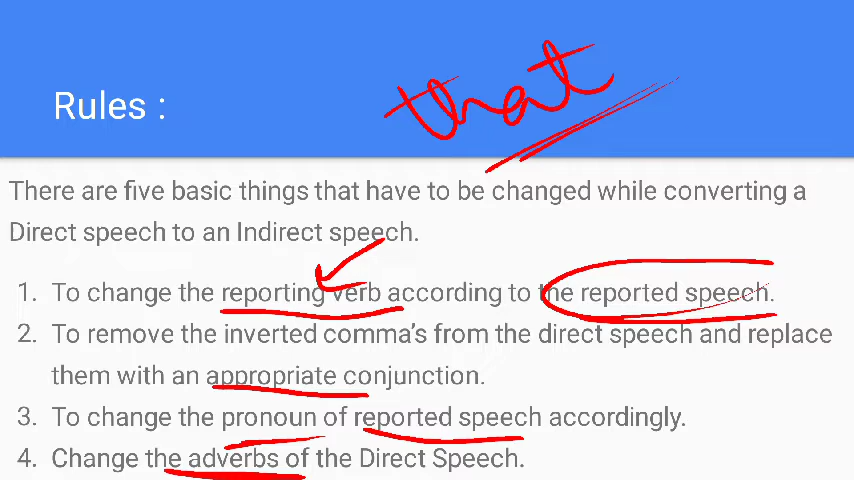 that
Rules :
There are five basic things that have to be changed while converting a
Direct speech to an Indirect speech.
1. To change the reporting verb according to the reported speech.
2. To remove the inverted comma's from the direct speech and replace
them with an appropriate conjunction.
3. To change the pronoun of reported speech accordingly.
4. Change the adverbs of the Direct Speech.